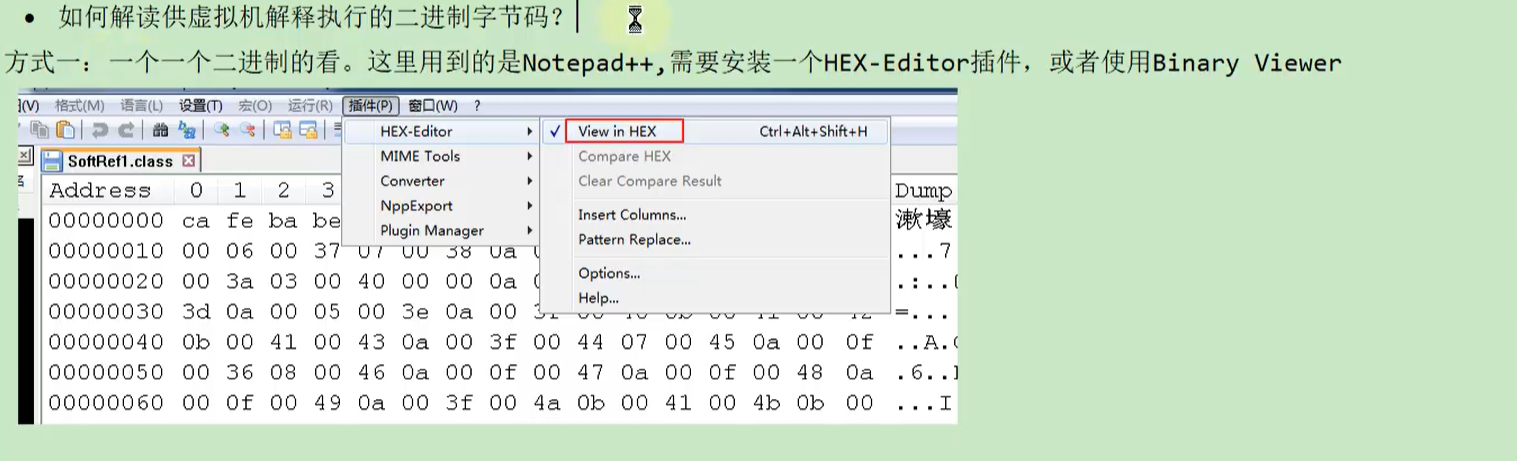 • 如何解读供虚拟机解释执行的二进制字节码？
方式一：一个一个二进制的看。这里用到的是Notepad++,需要安装一个HEX-Editor插件，或者使用Binary Viewer
(V) 格式(M) 语言(L) 设置(T) 宏(O) 运行(R) 插件(P) 窗口(W) ?
HEX-Editor
View in HEX Ctrl+Alt+Shift+H
MIME Tools
Compare HEX
Converter
Clear Compare Result
NppExport
Insert Columns...
Plugin Manager
Pattern Replace...
Options...
Help...
SoftRef1.class
Address 0 1 2 3 Dump
00000000 ca fe ba be 漱壕
00000010 00 06 00 37 07 00 38 0a ...7
00000020 00 3a 03 00 40 00 00 0a .:..
00000030 3d 0a 00 05 00 3e 0a 00 =...
00000040 0b 00 41 00 43 0a 00 3f 00 44 07 00 45 0a 00 0f ..A.
00000050 00 36 08 00 46 0a 00 0f 00 47 0a 00 0f 00 48 0a .6..
00000060 00 0f 00 49 0a 00 3f 00 4a 0b 00 41 00 4b 0b 00 ...I